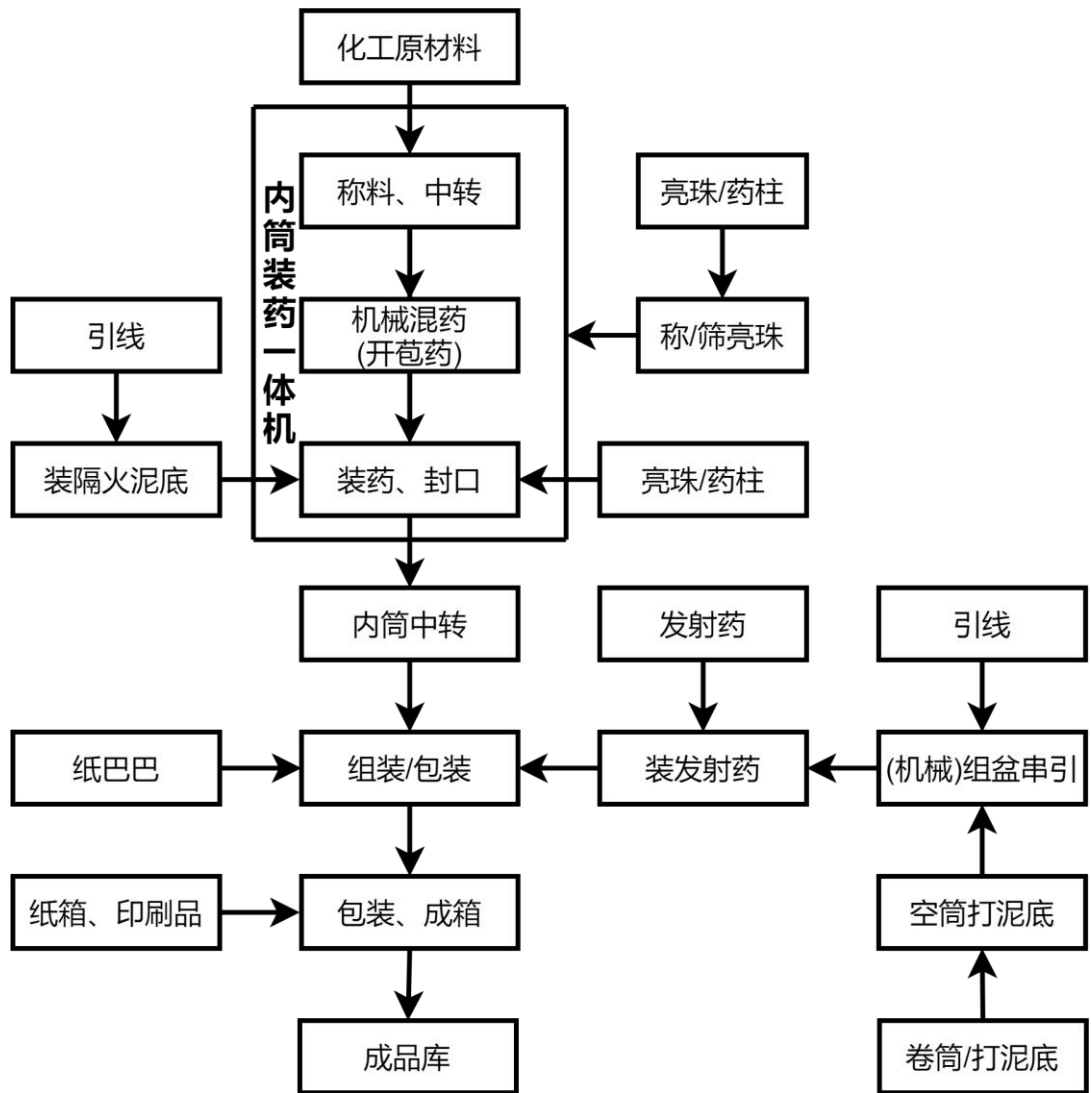 化工原材料
称料、中转
亮珠/药柱
内筒装药一体机
引线
机械混药
(开苞药)
称/筛亮珠
装隔火泥底
装药、封口
亮珠/药柱
内筒中转
发射药
引线
纸巴巴
组装/包装
装发射药
(机械)组盆串引
纸箱、印刷品
包装、成箱
空筒打泥底
成品库
卷筒/打泥底